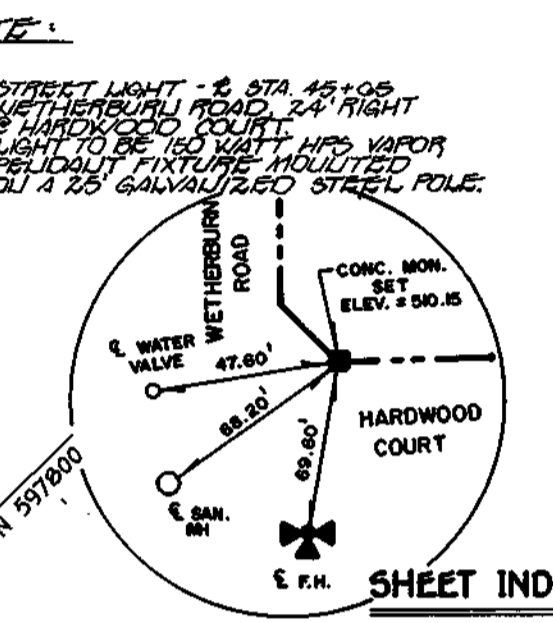 TE:
STREET LIGHT - ℄ STA. 45+05
WETHERBURN ROAD, 24' RIGHT
@ HARDWOOD COURT.
LIGHT TO BE 150 WATT HPS VAPOR
PENDANT FIXTURE MOUNTED
ON A 25' GALVANIZED STEEL POLE.
WETHERBURN
ROAD
CONC. MON.
SET
ELEV. = 510.15
℄ WATER
VALVE
47.60'
68.20'
69.60'
HARDWOOD
COURT
N 597800
℄ SAN.
MH
℄ F.H.
SHEET IND